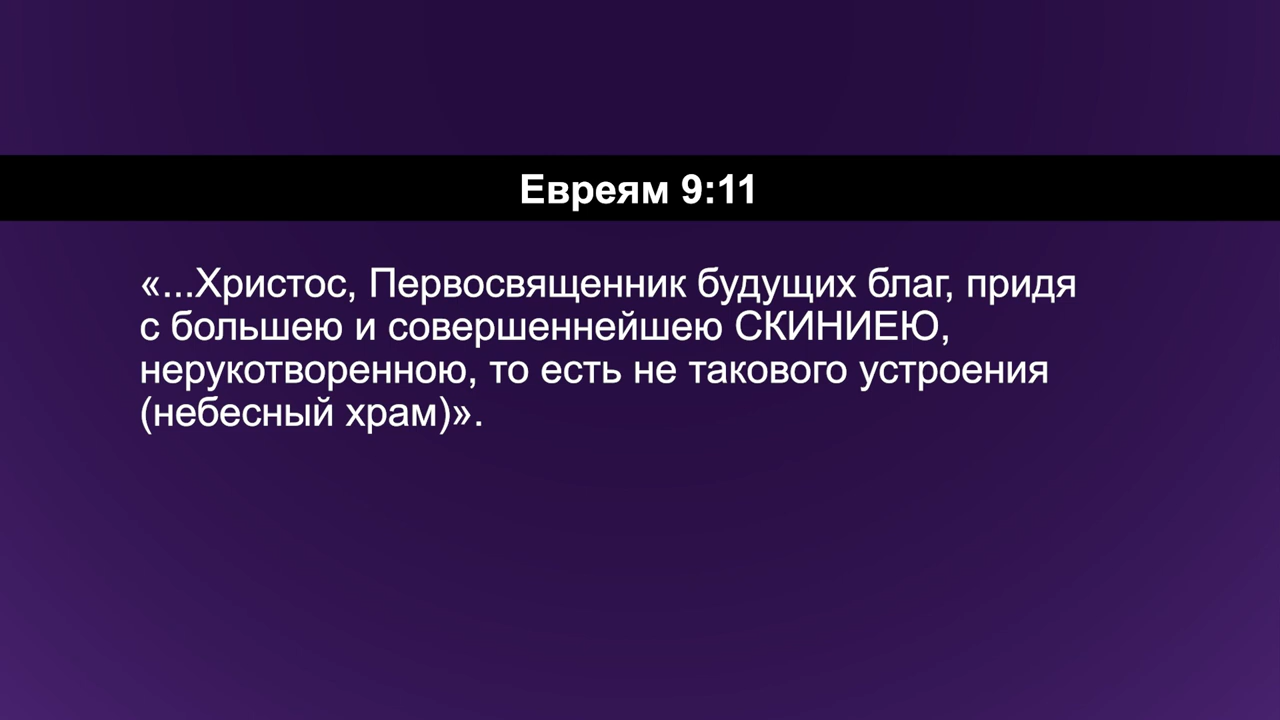 Евреям 9:11
«...Христос, Первосвященник будущих благ, придя
с большею и совершеннейшею СКИНИЕЮ,
нерукотворенною, то есть не такового устроения
(небесный храм)».